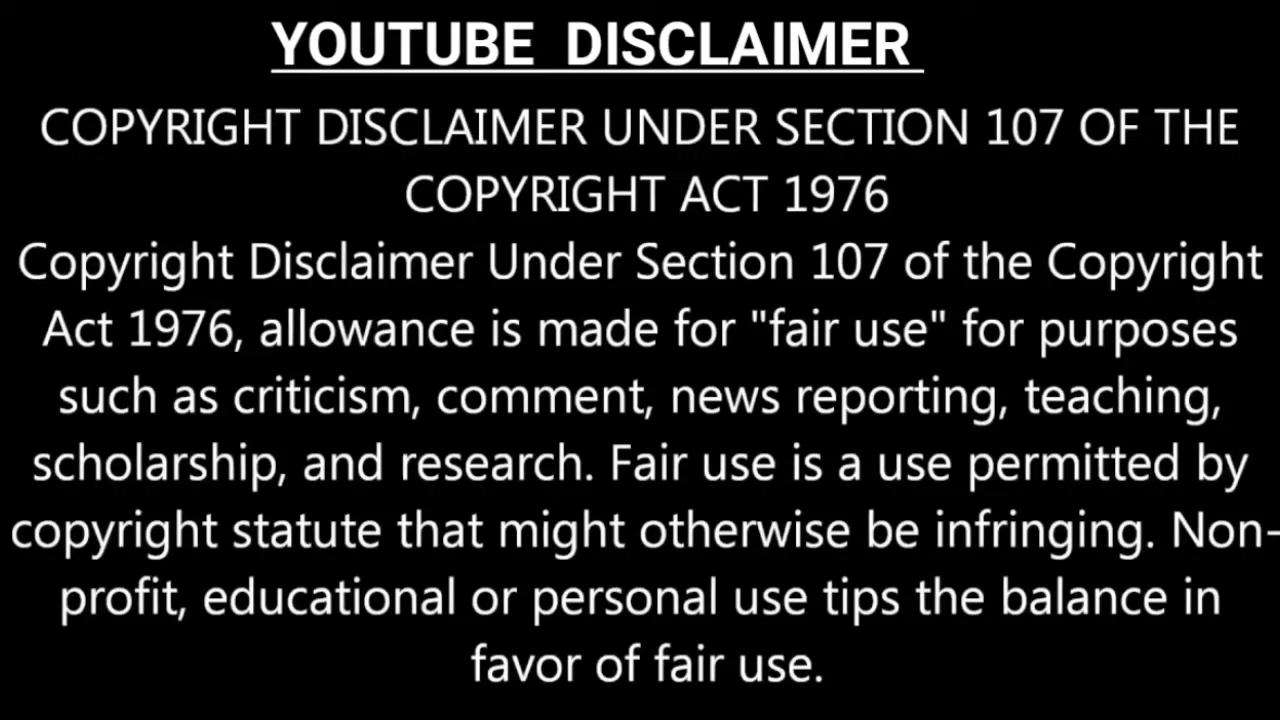 YOUTUBE DISCLAIMER
COPYRIGHT DISCLAIMER UNDER SECTION 107 OF THE
COPYRIGHT ACT 1976
Copyright Disclaimer Under Section 107 of the Copyright
Act 1976, allowance is made for "fair use" for purposes
such as criticism, comment, news reporting, teaching,
scholarship, and research. Fair use is a use permitted by
copyright statute that might otherwise be infringing. Non-
profit, educational or personal use tips the balance in
favor of fair use.